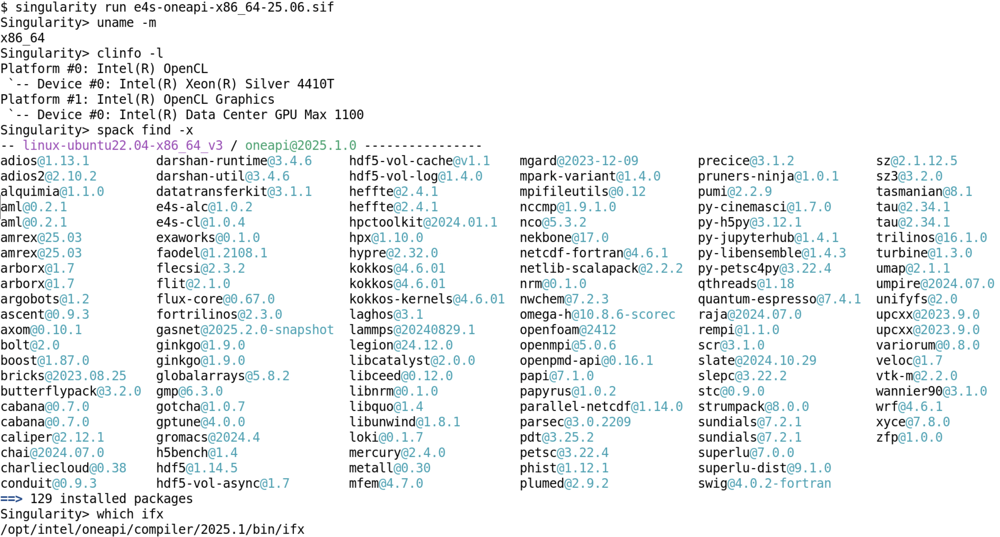 $ singularity run e4s-oneapi-x86_64-25.06.sif
Singularity> uname -m
x86_64
Singularity> clinfo -l
Platform #0: Intel(R) OpenCL
 `-- Device #0: Intel(R) Xeon(R) Silver 4410T
Platform #1: Intel(R) OpenCL Graphics
 `-- Device #0: Intel(R) Data Center GPU Max 1100
Singularity> spack find -x
-- linux-ubuntu22.04-x86_64_v3 / oneapi@2025.1.0 ----------------
adios@1.13.1 darshan-runtime@3.4.6 hdf5-vol-cache@v1.1 mgard@2023-12-09 precice@3.1.2 sz@2.1.12.5
adios2@2.10.2 darshan-util@3.4.6 hdf5-vol-log@1.4.0 mpark-variant@1.4.0 pruners-ninja@1.0.1 sz3@3.2.0
alquimia@1.1.0 datatransferkit@3.1.1 heffte@2.4.1 mpifileutils@0.12 pumi@2.2.9 tasmanian@8.1
aml@0.2.1 e4s-alc@1.0.2 heffte@2.4.1 nccmp@1.9.1.0 py-cinemasci@1.7.0 tau@2.34.1
aml@0.2.1 e4s-cl@1.0.4 hpctoolkit@2024.01.1 nco@5.3.2 py-h5py@3.12.1 tau@2.34.1
amrex@25.03 exaworks@0.1.0 hpx@1.10.0 nekbone@17.0 py-jupyterhub@1.4.1 trilinos@16.1.0
amrex@25.03 faodel@1.2108.1 hypre@2.32.0 netcdf-fortran@4.6.1 py-libensemble@1.4.3 turbine@1.3.0
arborx@1.7 flecsi@2.3.2 kokkos@4.6.01 netlib-scalapack@2.2.2 py-petsc4py@3.22.4 umap@2.1.1
arborx@1.7 flit@2.1.0 kokkos@4.6.01 nrm@0.1.0 qthreads@1.18 umpire@2024.07.0
argobots@1.2 flux-core@0.67.0 kokkos-kernels@4.6.01 nwchem@7.2.3 quantum-espresso@7.4.1 unifyfs@2.0
ascent@0.9.3 fortrilinos@2.3.0 laghos@3.1 omega-h@10.8.6-scorec raja@2024.07.0 upcxx@2023.9.0
axom@0.10.1 gasnet@2025.2.0-snapshot lammps@20240829.1 openfoam@2412 rempi@1.1.0 upcxx@2023.9.0
bolt@2.0 ginkgo@1.9.0 legion@24.12.0 openmpi@5.0.6 scr@3.1.0 variorum@0.8.0
boost@1.87.0 ginkgo@1.9.0 libcatalyst@2.0.0 openpmd-api@0.16.1 slate@2024.10.29 veloc@1.7
bricks@2023.08.25 globalarrays@5.8.2 libceed@0.12.0 papi@7.1.0 slepc@3.22.2 vtk-m@2.2.0
butterflypack@3.2.0 gmp@6.3.0 libnrm@0.1.0 papyrus@1.0.2 stc@0.9.0 wannier90@3.1.0
cabana@0.7.0 gotcha@1.0.7 libquo@1.4 parallel-netcdf@1.14.0 strumpack@8.0.0 wrf@4.6.1
cabana@0.7.0 gptune@4.0.0 libunwind@1.8.1 parsec@3.0.2209 sundials@7.2.1 xyce@7.8.0
caliper@2.12.1 gromacs@2024.4 loki@0.1.7 pdt@3.25.2 sundials@7.2.1 zfp@1.0.0
chai@2024.07.0 h5bench@1.4 mercury@2.4.0 petsc@3.22.4 superlu@7.0.0
charliecloud@0.38 hdf5@1.14.5 metall@0.30 phist@1.12.1 superlu-dist@9.1.0
conduit@0.9.3 hdf5-vol-async@1.7 mfem@4.7.0 plumed@2.9.2 swig@4.0.2-fortran
==> 129 installed packages
Singularity> which ifx
/opt/intel/oneapi/compiler/2025.1/bin/ifx